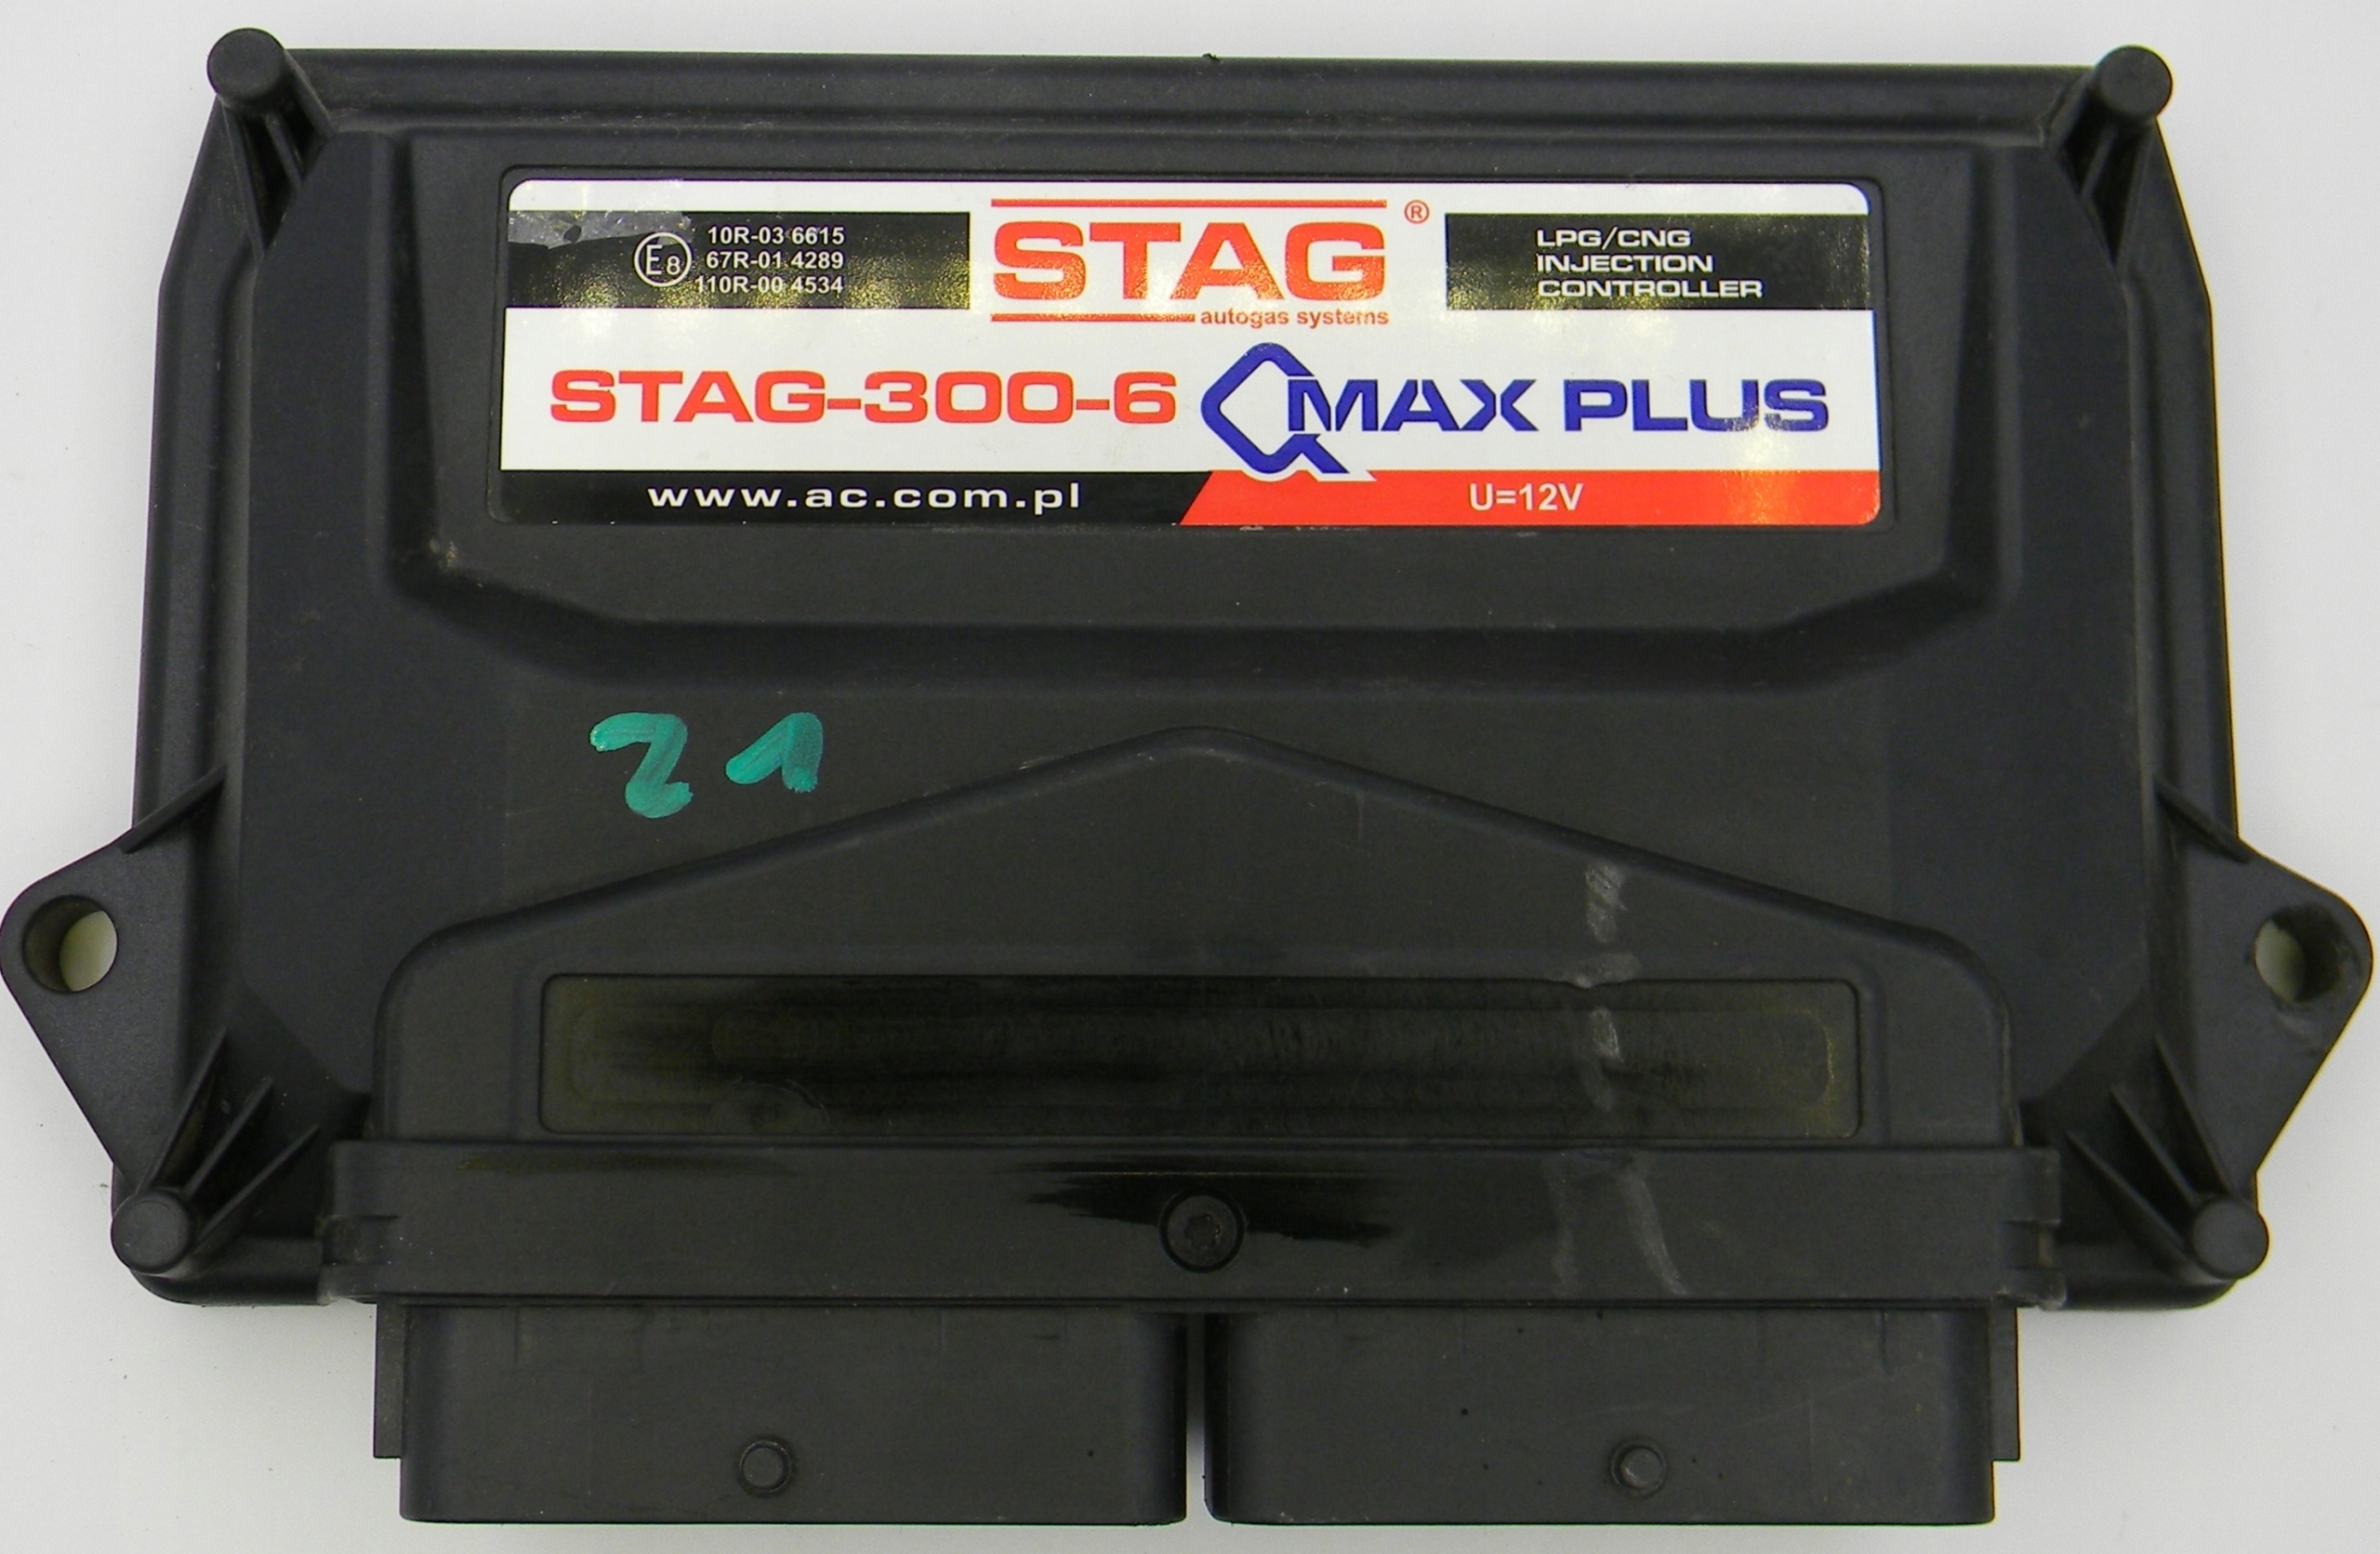 E8
10R-03 6615
67R-01 4289
110R-00 4534
STAG®
autogas systems
LPG/CNG
INJECTION
CONTROLLER
STAG-300-6 QMAX PLUS
www.ac.com.pl
U=12V
21